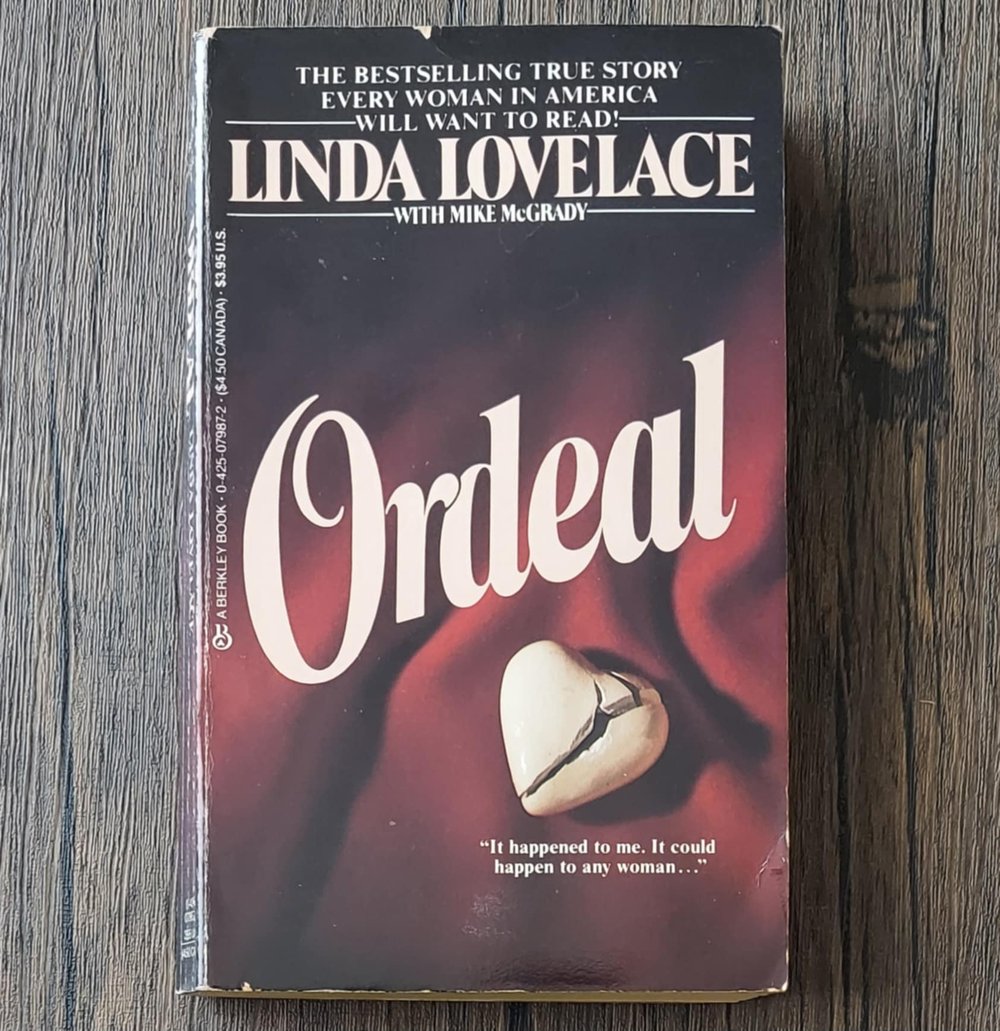 THE BESTSELLING TRUE STORY
EVERY WOMAN IN AMERICA
WILL WANT TO READ!
LINDA LOVELACE
WITH MIKE McGRADY
A BERKLEY BOOK · 0-425-07987-2 · ($4.50 CANADA) · $3.95 U.S.
Ordeal
“It happened to me. It could
happen to any woman...”